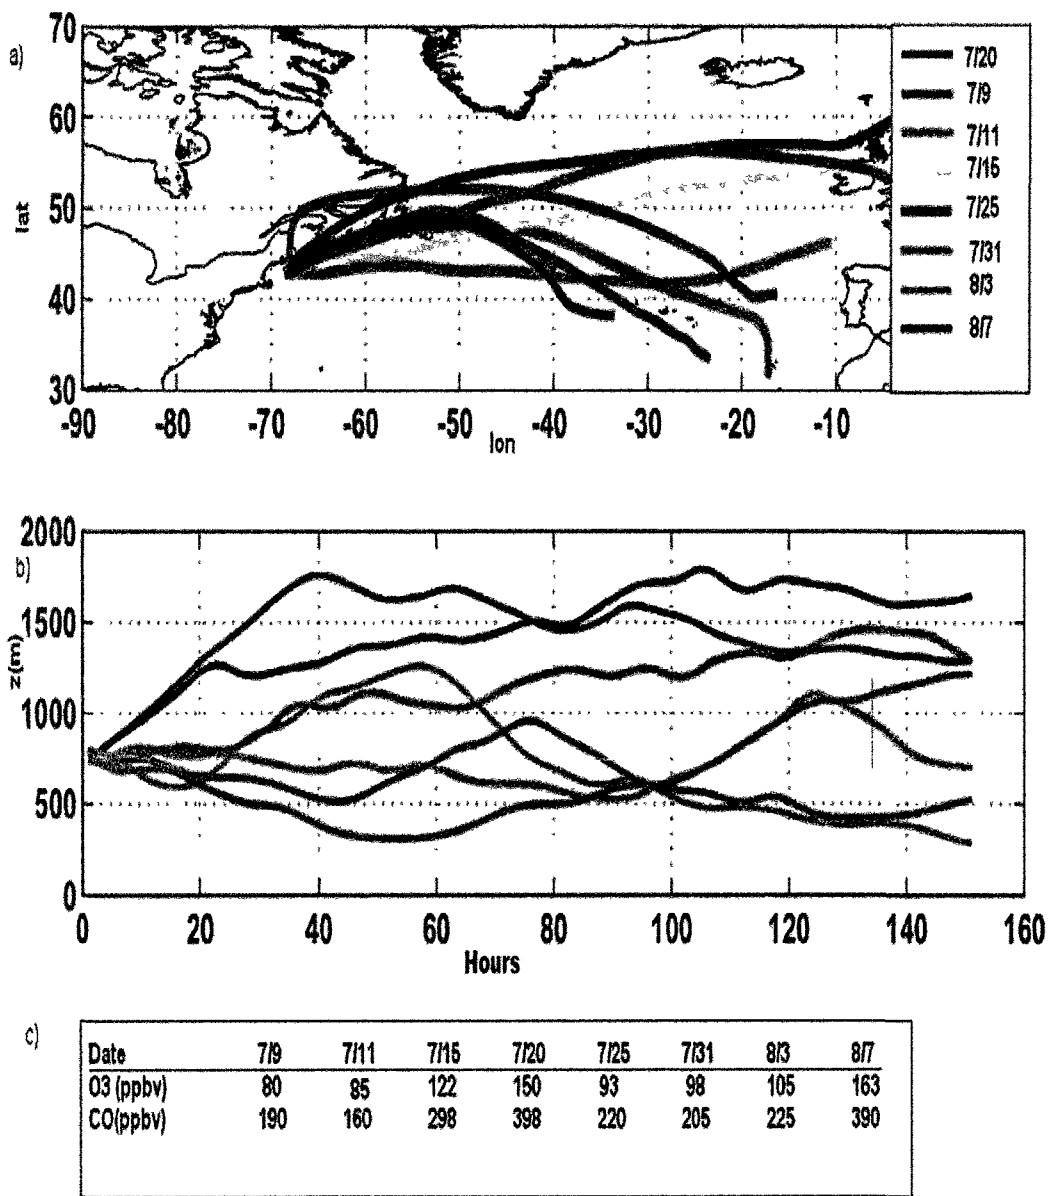 a)
70
60
50
40
30
lat
-90 -80 -70 -60 -50 -40 -30 -20 -10
lon
7/20
7/9
7/11
7/15
7/25
7/31
8/3
8/7
b)
2000
1500
1000
500
0
z(m)
0 20 40 60 80 100 120 140 160
Hours
c)
Date 7/9 7/11 7/15 7/20 7/25 7/31 8/3 8/7
O3 (ppbv) 80 85 122 150 93 98 105 163
CO(ppbv) 190 160 298 398 220 205 225 390